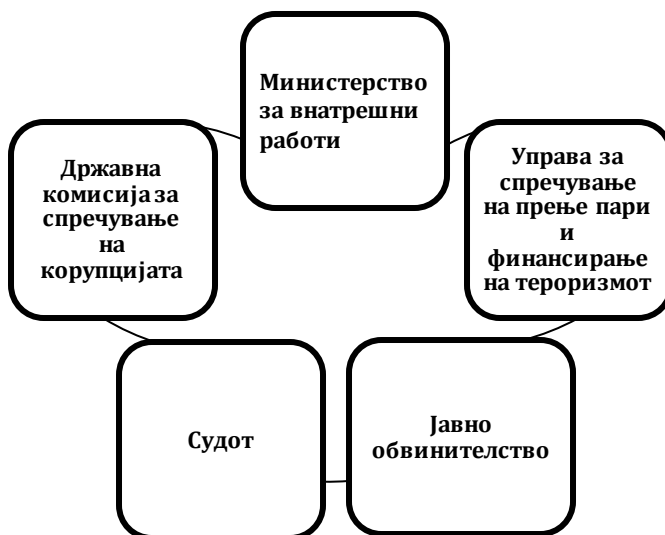 Министерство
за внатрешни
работи
Државна
комисија за
спречување
на
корупцијата
Управа за
спречување
на прење пари
и
финансирање
на тероризмот
Судот
Јавно
обвинителство